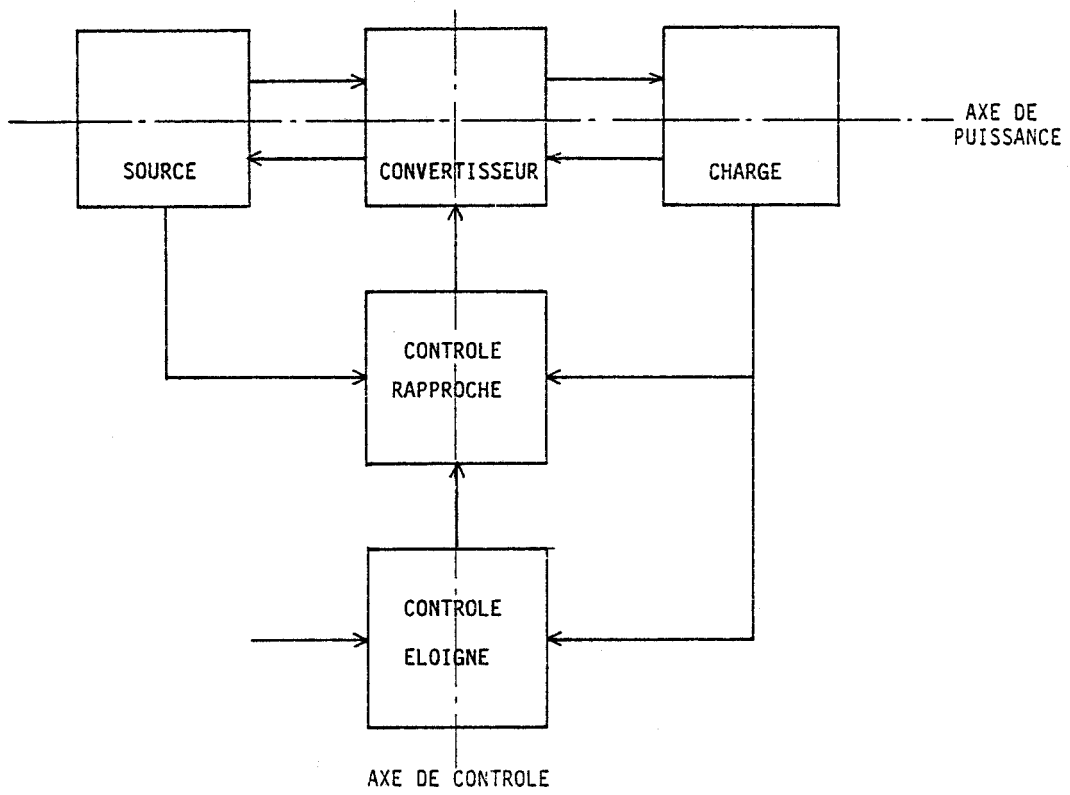 AXE DE
PUISSANCE
SOURCE
CONVERTISSEUR
CHARGE
CONTROLE
RAPPROCHE
CONTROLE
ELOIGNE
AXE DE CONTROLE